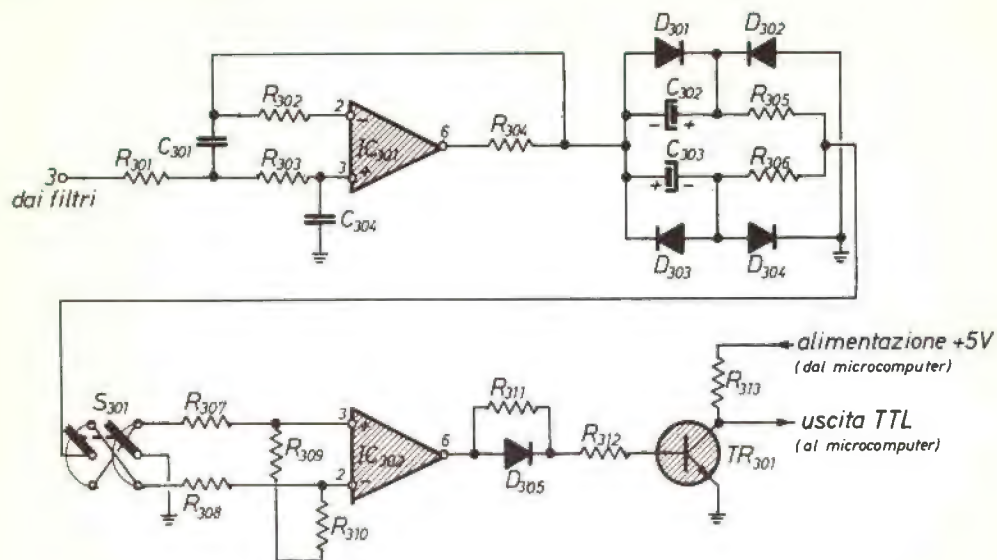 D301
D302
C302
R305
R302
2
C301
IC301
6
R304
C303
R306
R301
R303
3
3
dai filtri
C304
D303
D304
alimentazione +5V
(dal microcomputer)
R313
S301
R307
3
R311
uscita TTL
(al microcomputer)
R309
IC302
6
R312
TR301
2
D305
R308
R310